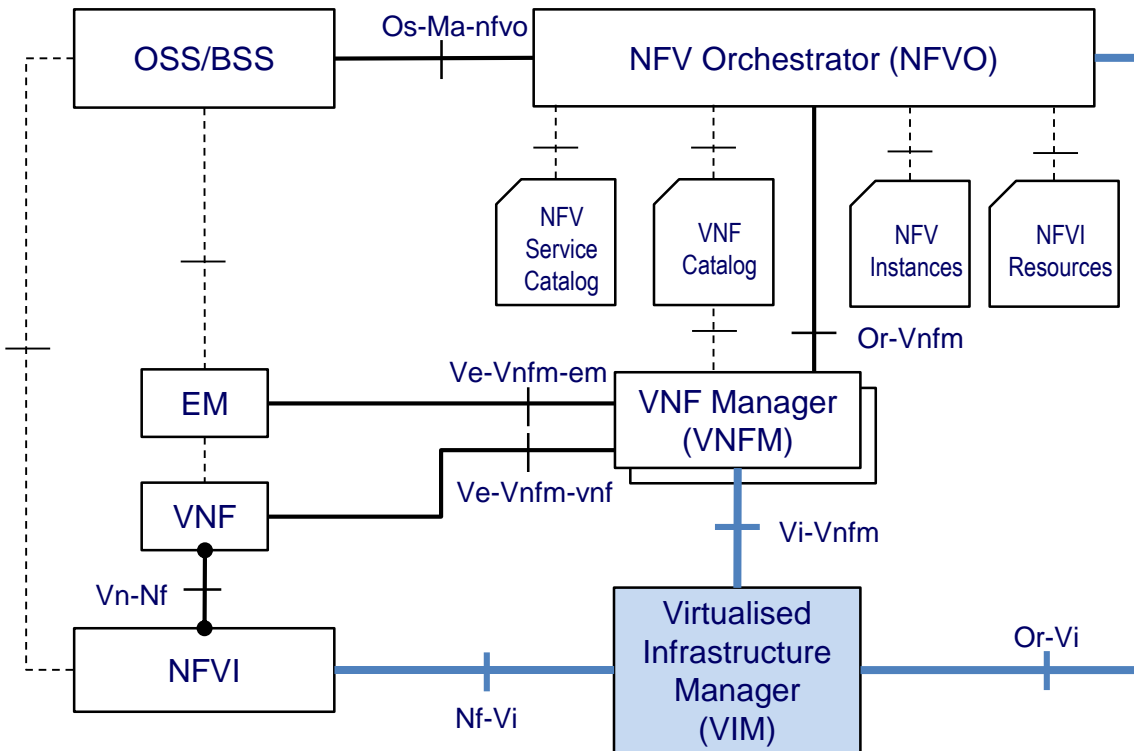 Os-Ma-nfvo
OSS/BSS
NFV Orchestrator (NFVO)
NFV
Service
Catalog
VNF
Catalog
NFV
Instances
NFVI
Resources
Or-Vnfm
Ve-Vnfm-em
EM
VNF Manager
(VNFM)
Ve-Vnfm-vnf
VNF
Vi-Vnfm
Vn-Nf
Virtualised
Infrastructure
Manager
(VIM)
Or-Vi
NFVI
Nf-Vi